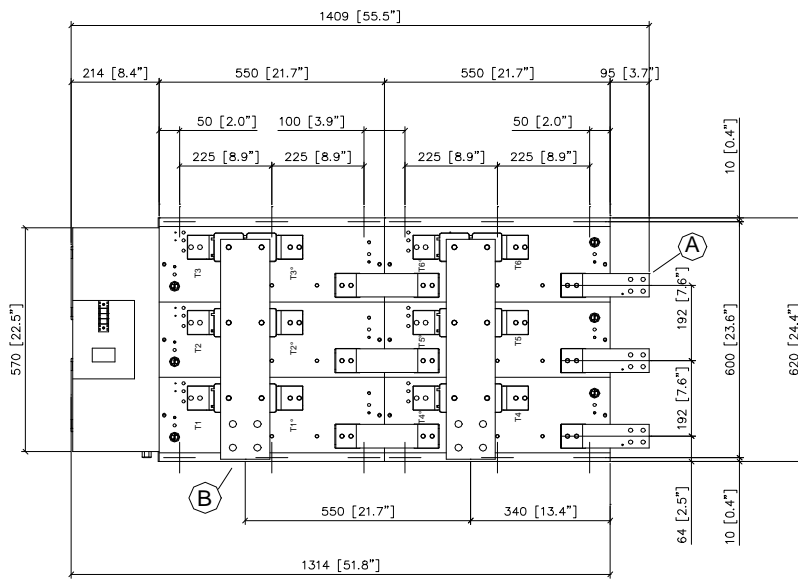 1409 [55.5”]
214 [8.4”]
550 [21.7”]
550 [21.7”]
95 [3.7”]
50 [2.0”]
100 [3.9”]
50 [2.0”]
10 [0.4”]
225 [8.9”]
225 [8.9”]
225 [8.9”]
225 [8.9”]
A
T3
T3°
T6°
T6
192 [7.6”]
570 [22.5”]
T2
T2°
T5°
T5
600 [23.6”]
620 [24.4”]
192 [7.6”]
T1
T1°
T4°
T4
B
550 [21.7”]
340 [13.4”]
64 [2.5”]
10 [0.4”]
1314 [51.8”]